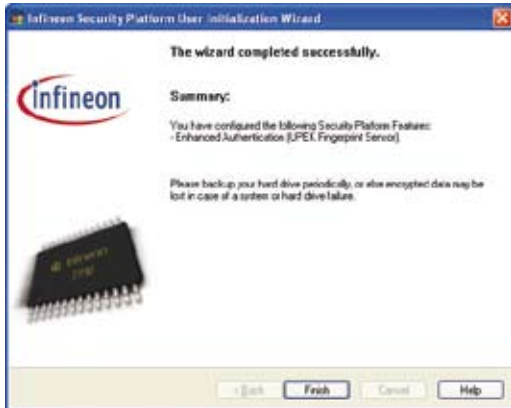 Infineon Security Platform User Initialization Wizard
The wizard completed successfully.
infineon
Summary:
You have configured the following Security Platform Features:
- Enhanced Authentication (UPEK Fingerprint Sensor)
Please backup your hard drive periodically, or else encrypted data may be
lost in case of a system or hard drive failure.
infineon
TPM
< Back Finish Cancel Help